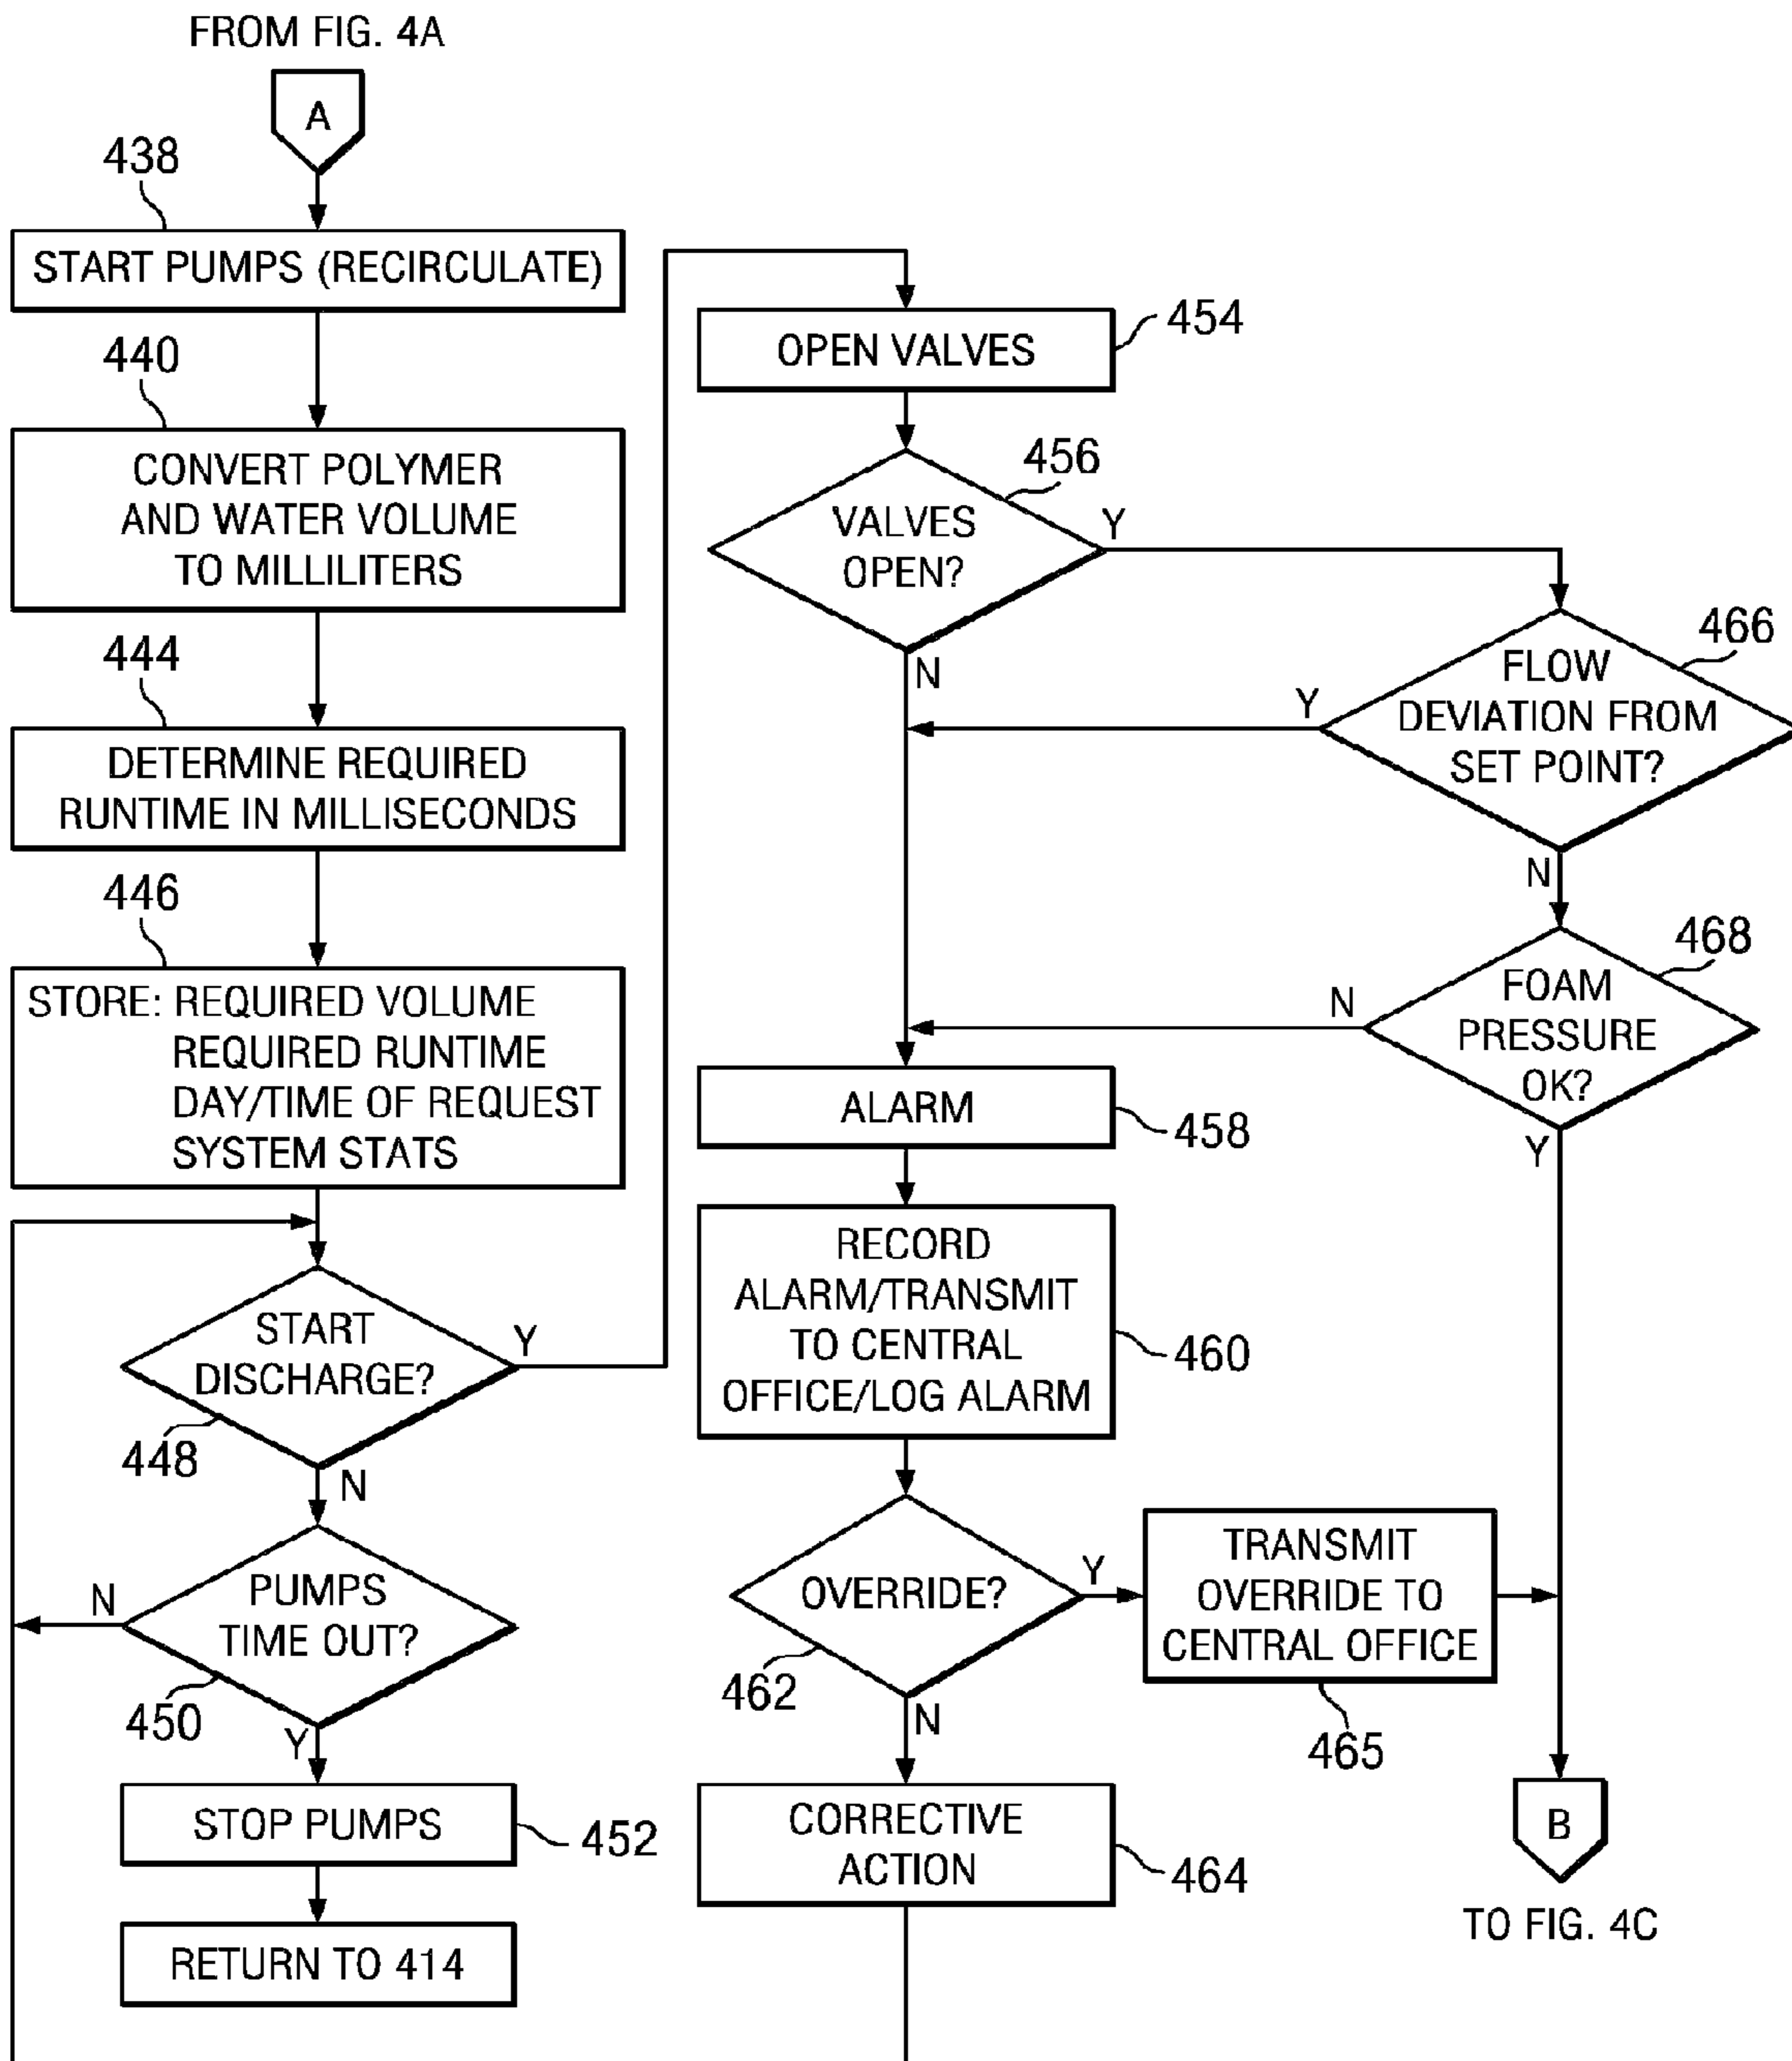 FROM FIG. 4A
A
438
START PUMPS (RECIRCULATE)
440
CONVERT POLYMER
AND WATER VOLUME
TO MILLILITERS
444
DETERMINE REQUIRED
RUNTIME IN MILLISECONDS
446
STORE: REQUIRED VOLUME
REQUIRED RUNTIME
DAY/TIME OF REQUEST
SYSTEM STATS
START
DISCHARGE?
Y
448
N
PUMPS
TIME OUT?
N
450
Y
STOP PUMPS
452
RETURN TO 414
OPEN VALVES
454
456
VALVES
OPEN?
Y
N
466
FLOW
DEVIATION FROM
SET POINT?
Y
N
468
FOAM
PRESSURE
OK?
N
Y
ALARM
458
RECORD
ALARM/TRANSMIT
TO CENTRAL
OFFICE/LOG ALARM
460
OVERRIDE?
Y
462
N
TRANSMIT
OVERRIDE TO
CENTRAL OFFICE
465
CORRECTIVE
ACTION
464
B
TO FIG. 4C